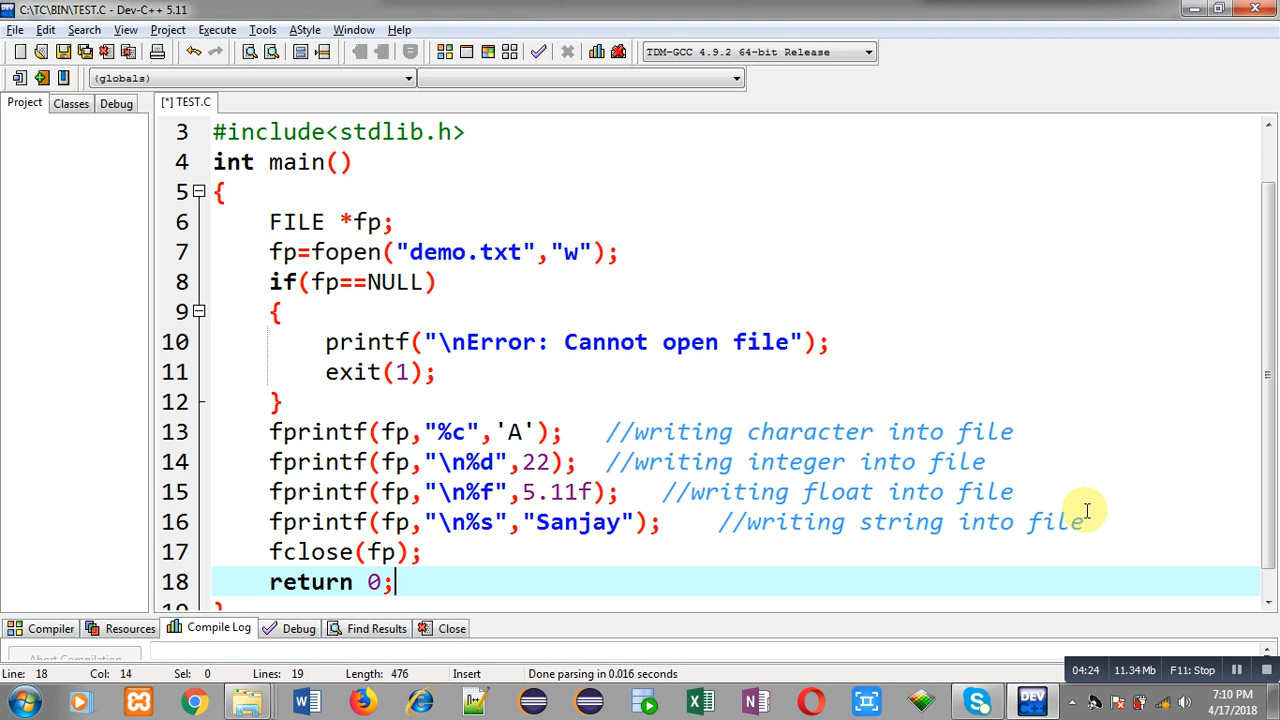 C:\TC\BIN\TEST.C - Dev-C++ 5.11
File Edit Search View Project Execute Tools AStyle Window Help
TDM-GCC 4.9.2 64-bit Release
(globals)
Project Classes Debug [*] TEST.C
3 #include<stdlib.h>
4 int main()
5 {
6 FILE *fp;
7 fp=fopen("demo.txt","w");
8 if(fp==NULL)
9 {
10 printf("\nError: Cannot open file");
11 exit(1);
12 }
13 fprintf(fp,"%c",'A'); //writing character into file
14 fprintf(fp,"\n%d",22); //writing integer into file
15 fprintf(fp,"\n%f",5.11f); //writing float into file
16 fprintf(fp,"\n%s","Sanjay"); //writing string into file
17 fclose(fp);
18 return 0;
19 }
Compiler Resources Compile Log Debug Find Results Close
Abort Compilation
Line: 18 Col: 14 Sel: 0 Lines: 19 Length: 476 Insert Done parsing in 0.016 seconds
04:24 11.34 Mb F11: Stop
DEV
7:10 PM
4/17/2018